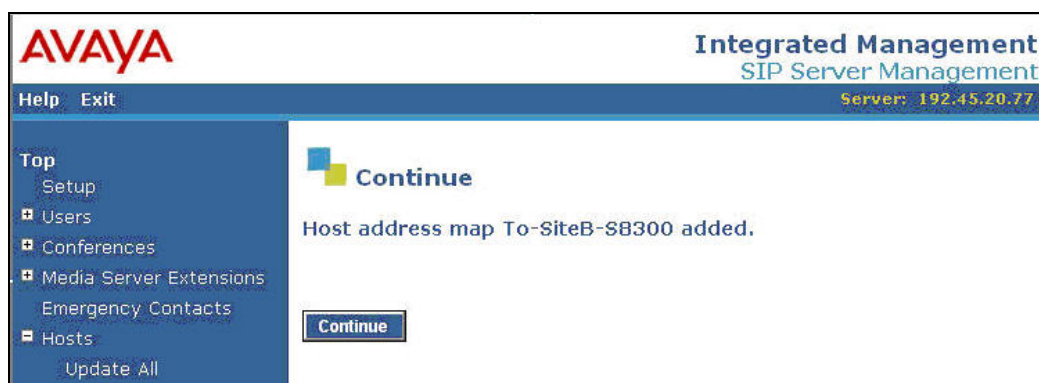 AVAYA
Integrated Management
SIP Server Management
Help Exit
Server: 192.45.20.77
Top
Setup
Users
Conferences
Media Server Extensions
Emergency Contacts
Hosts
Update All
Continue
Host address map To-SiteB-S8300 added.
Continue